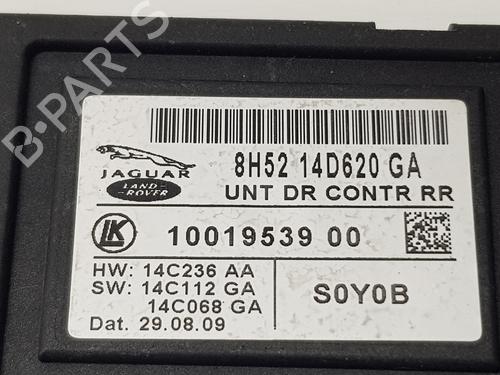 B-PARTS
8H52 14D620 GA
JAGUAR
LAND
ROVER
UNT DR CONTR RR
LK
10019539 00
HW: 14C236 AA
SW: 14C112 GA
14C068 GA
S0Y0B
Dat. 29.08.09